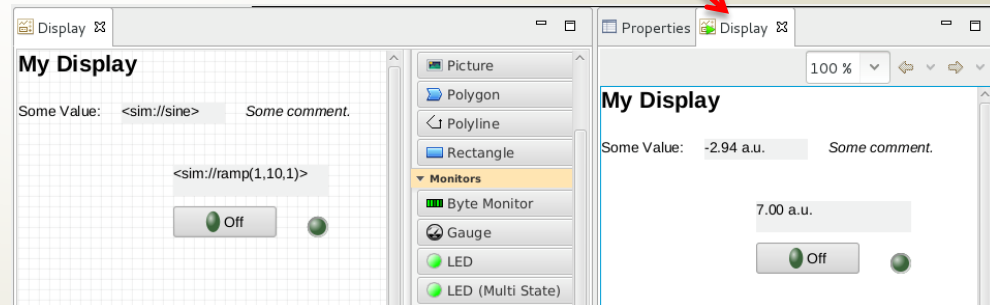 Display
My Display
Some Value: <sim://sine> Some comment.
<sim://ramp(1,10,1)>
Off
Picture
Polygon
Polyline
Rectangle
Monitors
Byte Monitor
Gauge
LED
LED (Multi State)
Properties Display
100 %
My Display
Some Value: -2.94 a.u. Some comment.
7.00 a.u.
Off